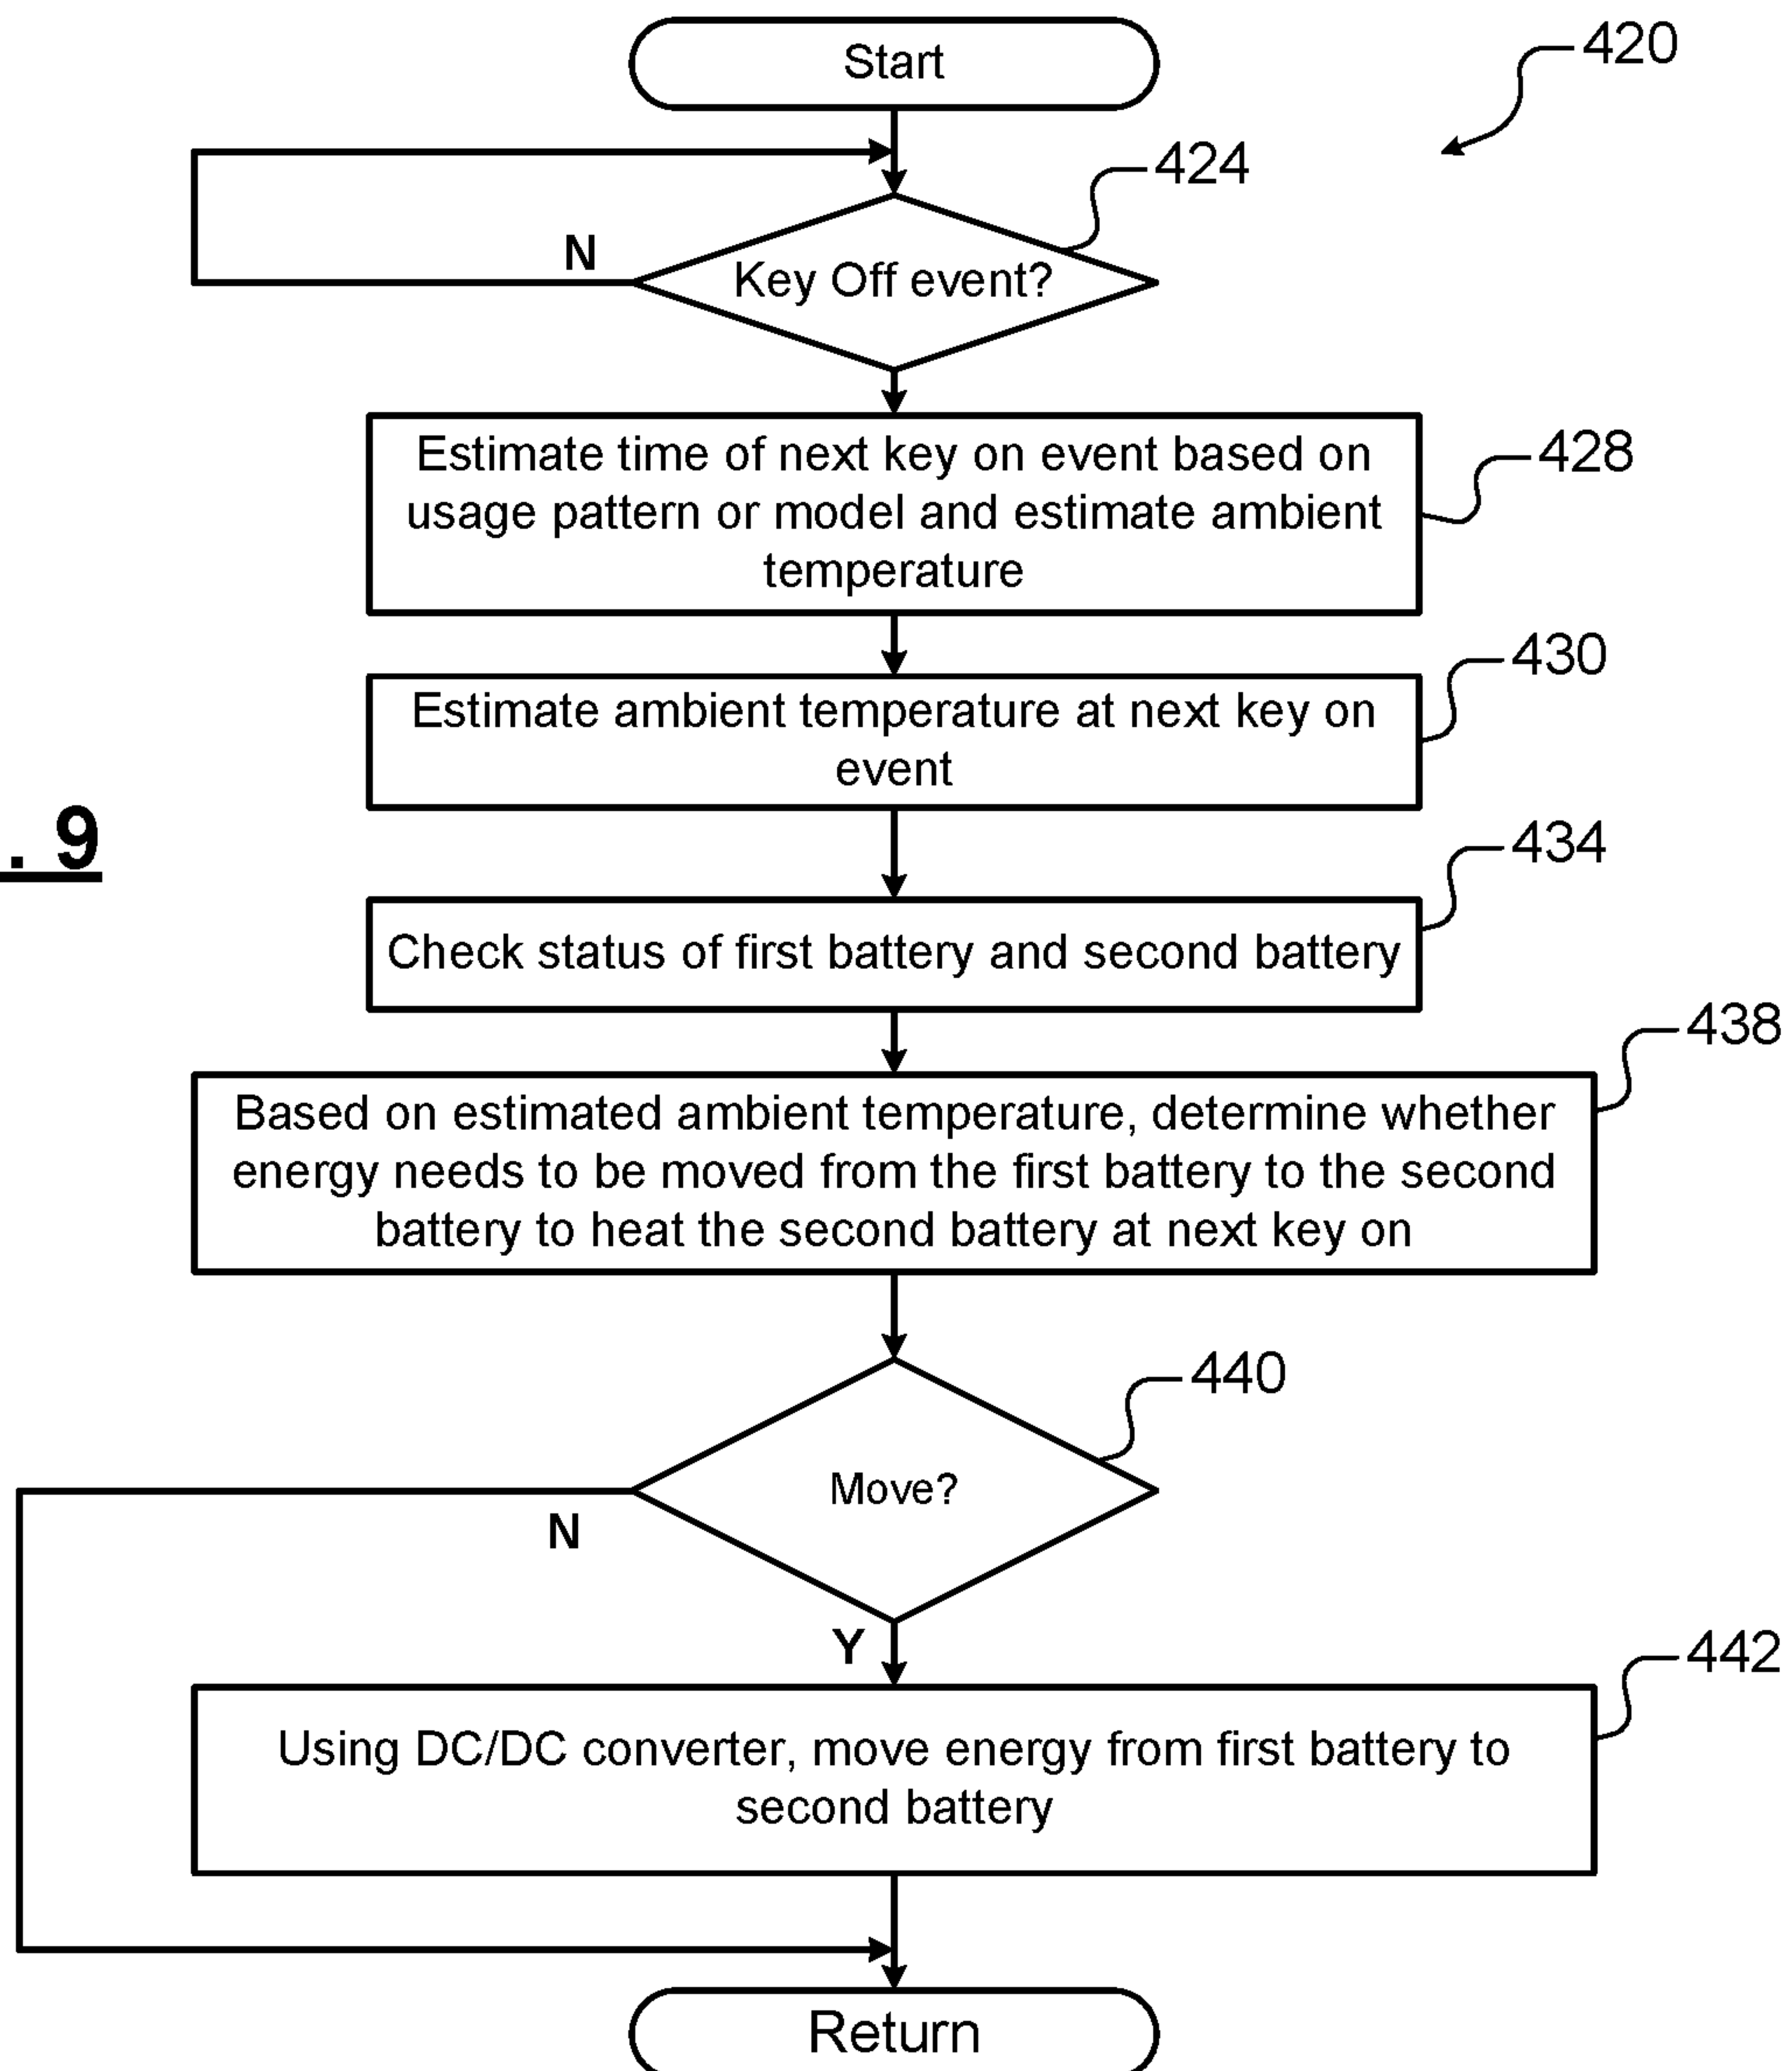 Start
420
424
N
Key Off event?
Estimate time of next key on event based on
usage pattern or model and estimate ambient
temperature
428
Estimate ambient temperature at next key on
event
430
. 9
Check status of first battery and second battery
434
Based on estimated ambient temperature, determine whether
energy needs to be moved from the first battery to the second
battery to heat the second battery at next key on
438
Move?
440
N
Y
Using DC/DC converter, move energy from first battery to
second battery
442
Return